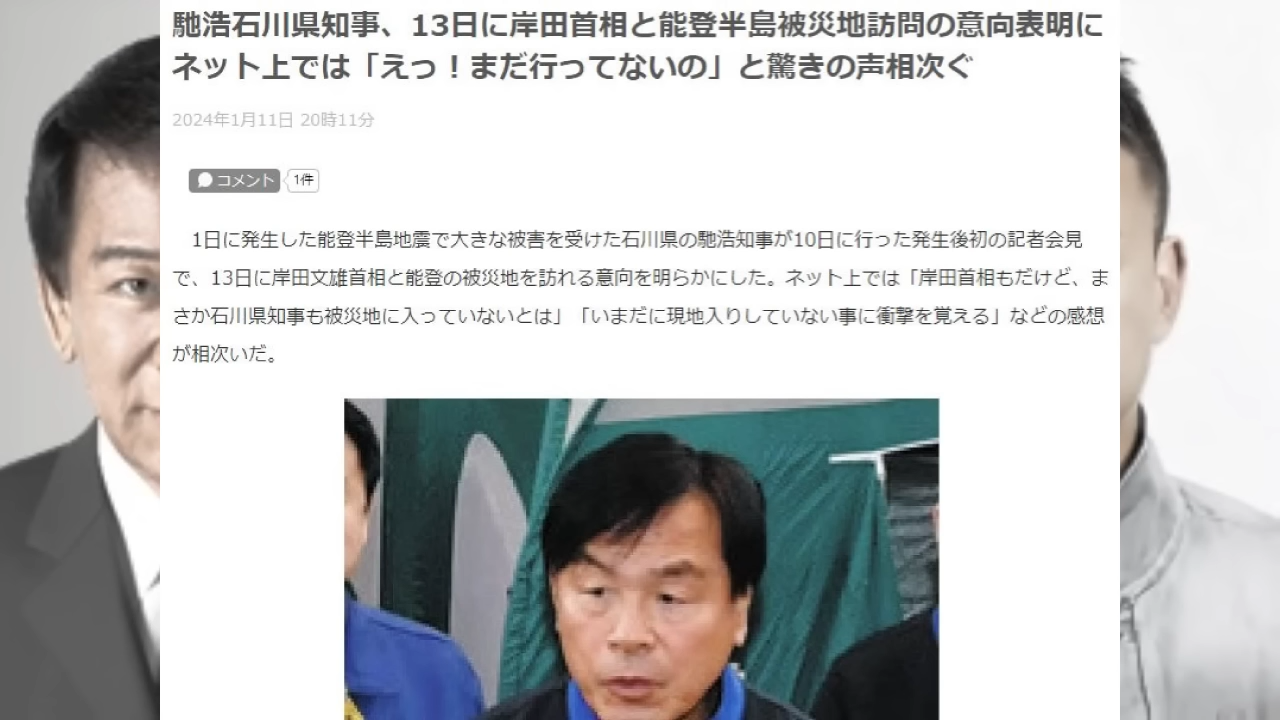 馳浩石川県知事、13日に岸田首相と能登半島被災地訪問の意向表明に
ネット上では「えっ！まだ行ってないの」と驚きの声相次ぐ
2024年1月11日 20時11分
コメント 1件
1日に発生した能登半島地震で大きな被害を受けた石川県の馳浩知事が10日に行った発生後初の記者会見
で、13日に岸田文雄首相と能登の被災地を訪れる意向を明らかにした。ネット上では「岸田首相もだけど、ま
さか石川県知事も被災地に入っていないとは」「いまだに現地入りしていない事に衝撃を覚える」などの感想
が相次いだ。